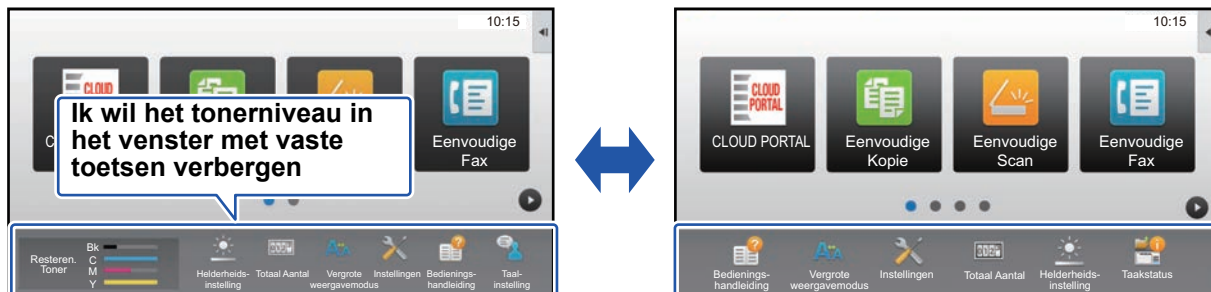 10:15
CLOUD
C
Ik wil het tonerniveau in
het venster met vaste
toetsen verbergen
Eenvoudige
Fax
Resteren.
Toner
Bk
C
M
Y
Helderheids-
instelling
Totaal Aantal
Vergrote
weergavemodus
Instellingen
Bedienings-
handleiding
Taal-
instelling
10:15
CLOUD
PORTAL
CLOUD PORTAL
Eenvoudige
Kopie
Eenvoudige
Scan
Eenvoudige
Fax
Bedienings-
handleiding
Vergrote
weergavemodus
Instellingen
Totaal Aantal
Helderheids-
instelling
Taakstatus